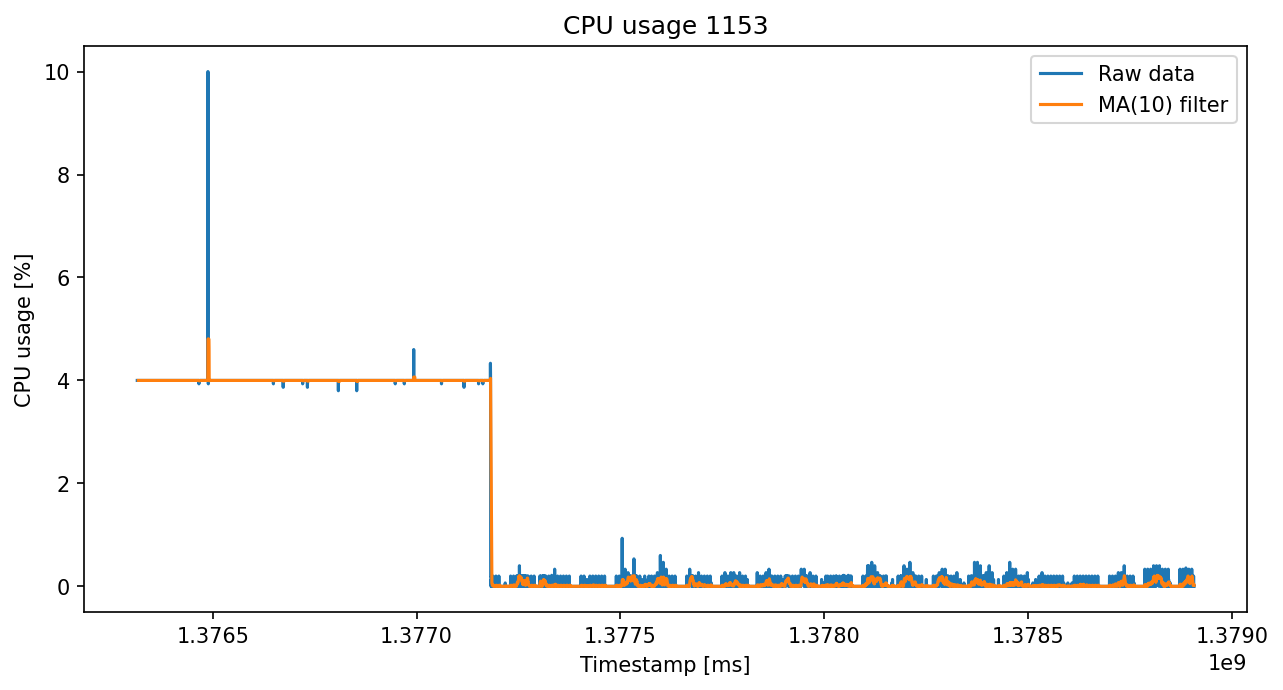 CPU usage 1153
Raw data
MA(10) filter
CPU usage [%]
10
8
6
4
2
0
1.3765
1.3770
1.3775
1.3780
1.3785
1.3790
1e9
Timestamp [ms]